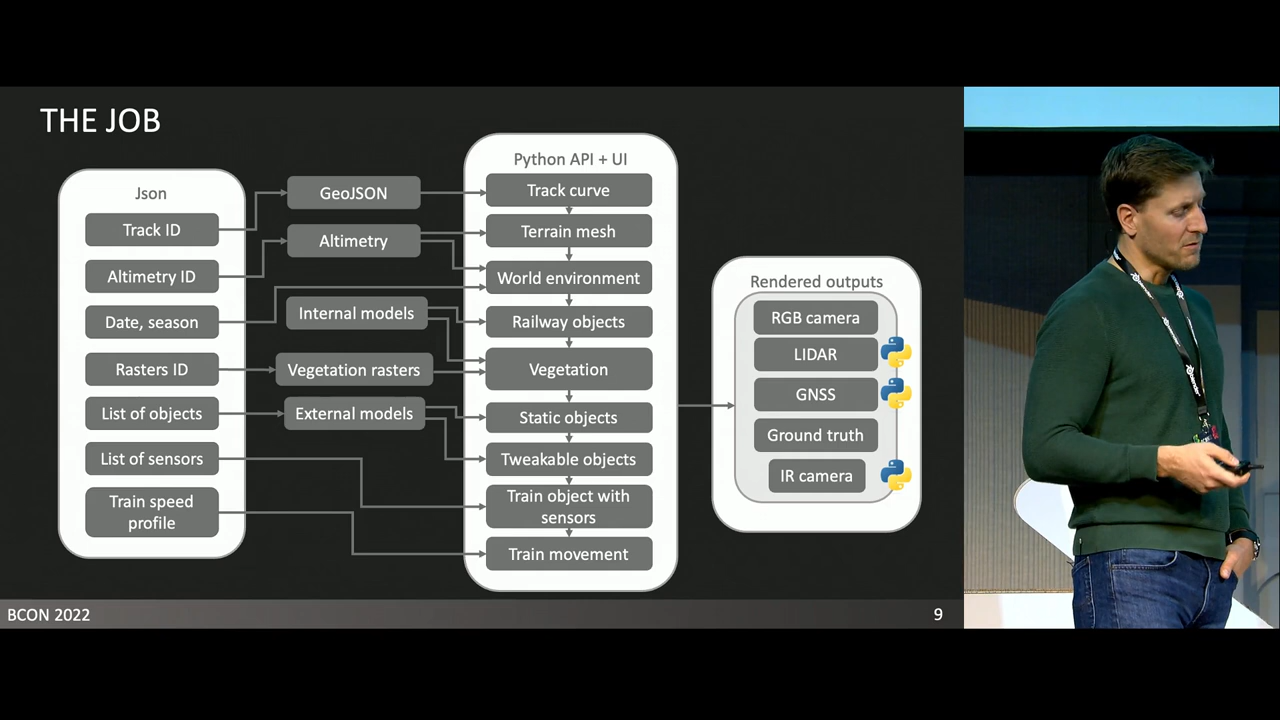 THE JOB
Json
Track ID
Altimetry ID
Date, season
Rasters ID
List of objects
List of sensors
Train speed
profile
GeoJSON
Altimetry
Internal models
Vegetation rasters
External models
Python API + UI
Track curve
Terrain mesh
World environment
Railway objects
Vegetation
Static objects
Tweakable objects
Train object with
sensors
Train movement
Rendered outputs
RGB camera
LIDAR
GNSS
Ground truth
IR camera
BCON 2022
9